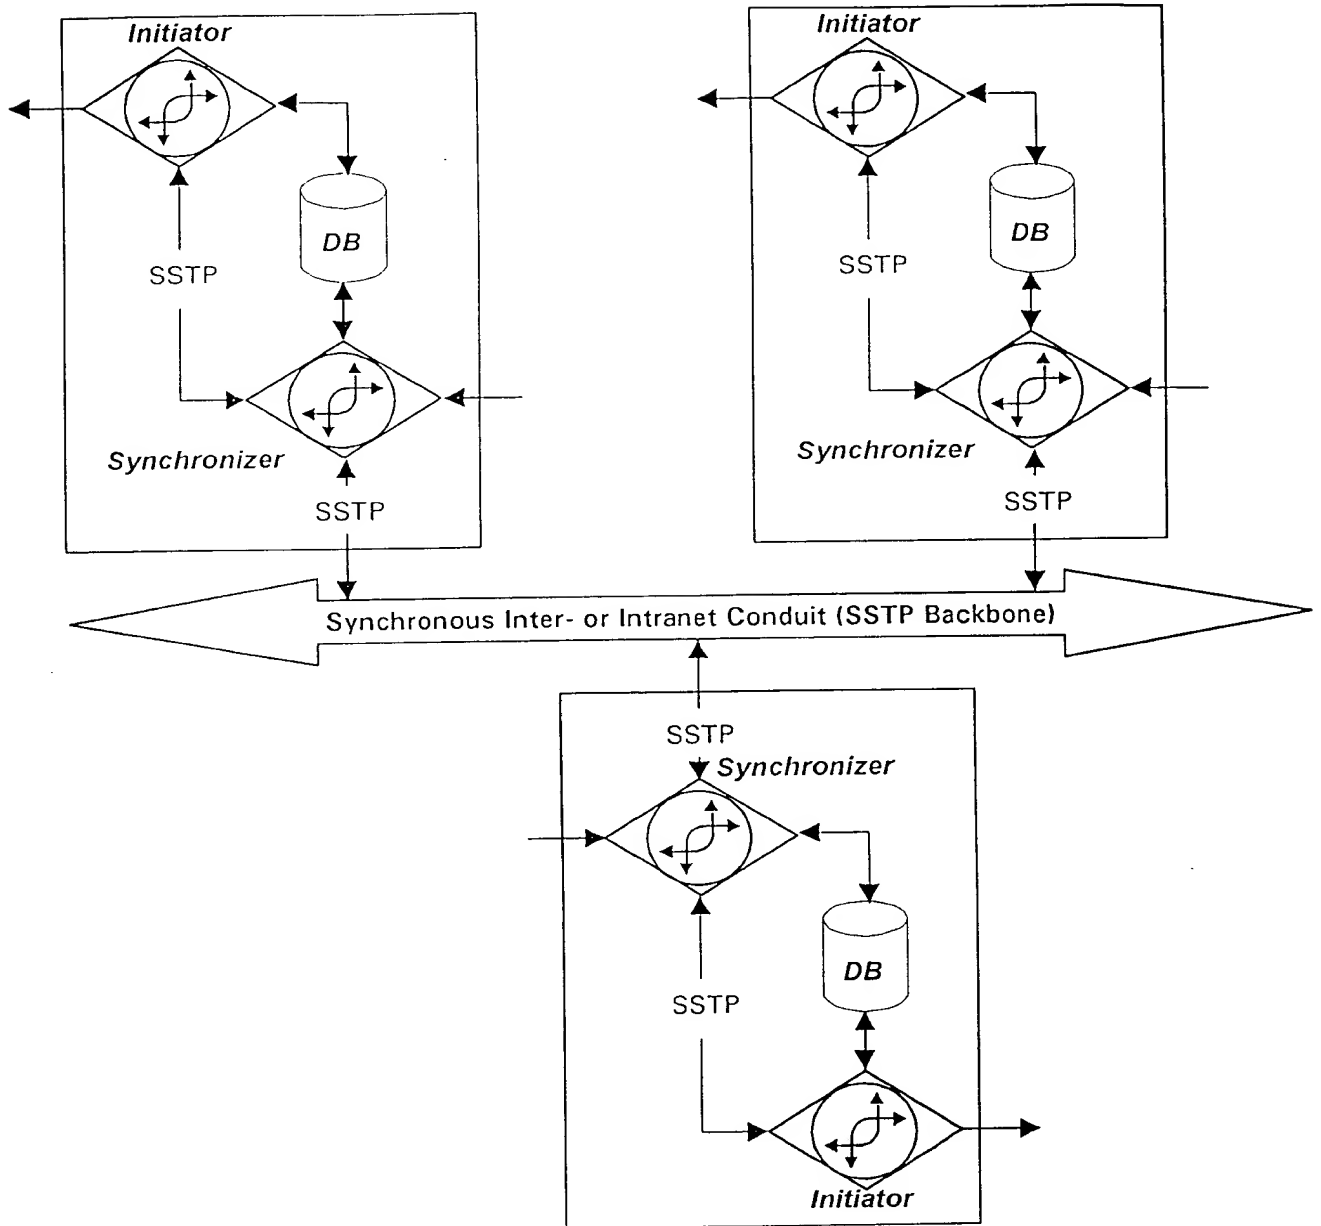 Initiator
DB
SSTP
Synchronizer
SSTP
Initiator
DB
SSTP
Synchronizer
SSTP
Synchronous Inter- or Intranet Conduit (SSTP Backbone)
SSTP
Synchronizer
DB
SSTP
Initiator